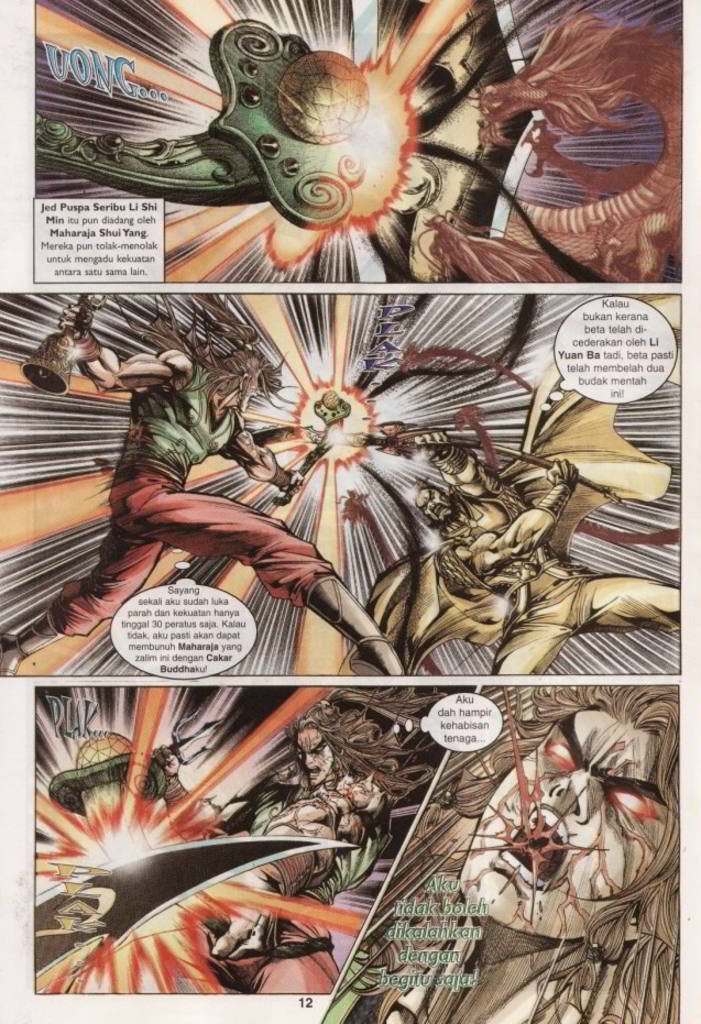 UONGooo
Jed Puspa Seribu Li Shi
Min itu pun diadang oleh
Maharaja Shui Yang.
Mereka pun tolak-menolak
untuk mengadu kekuatan
antara satu sama lain.
Kalau
bukan kerana
beta telah di-
cederakan oleh Li
Yuan Ba tadi, beta pasti
telah membelah dua
budak mentah
ini!
Sayang
sekali aku sudah luka
parah dan kekuatan hanya
tinggal 30 peratus saja. Kalau
tidak, aku pasti akan dapat
membunuh Maharaja yang
zalim ini dengan Cakar
Buddhaku!
PLAK...
Aku
dah hampir
kehabisan
tenaga...
Aku
tidak boleh
dikalahkan
dengan
begitu saja!
12